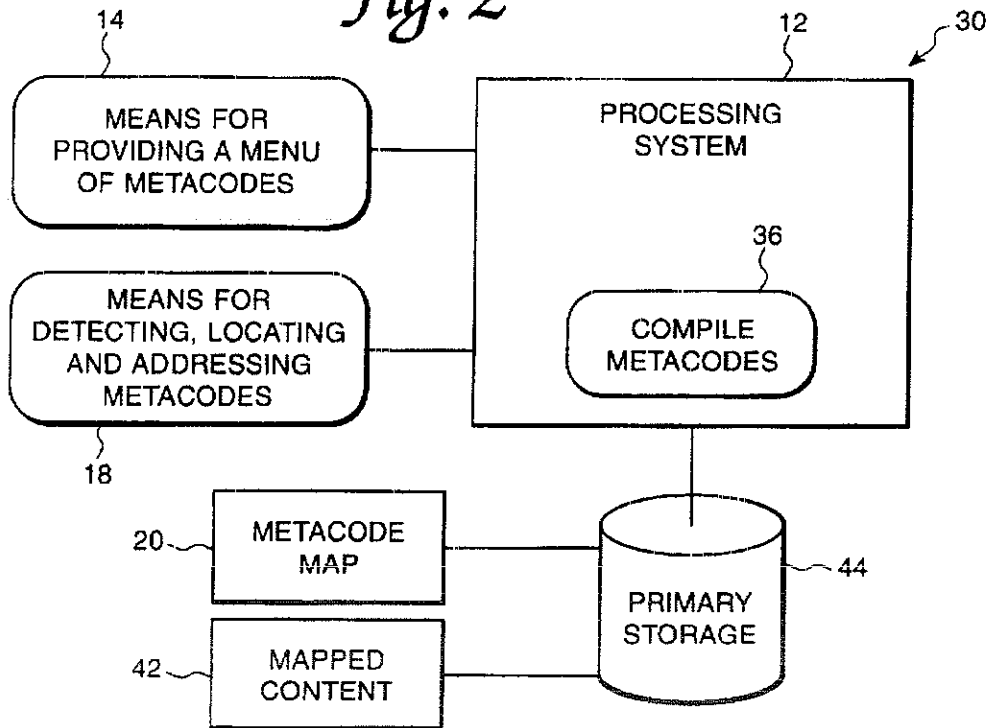 Fig. 2
14
12
30
MEANS FOR
PROVIDING A MENU
OF METACODES
PROCESSING
SYSTEM
36
MEANS FOR
DETECTING, LOCATING
AND ADDRESSING
METACODES
COMPILE
METACODES
18
20
METACODE
MAP
44
PRIMARY
STORAGE
42
MAPPED
CONTENT